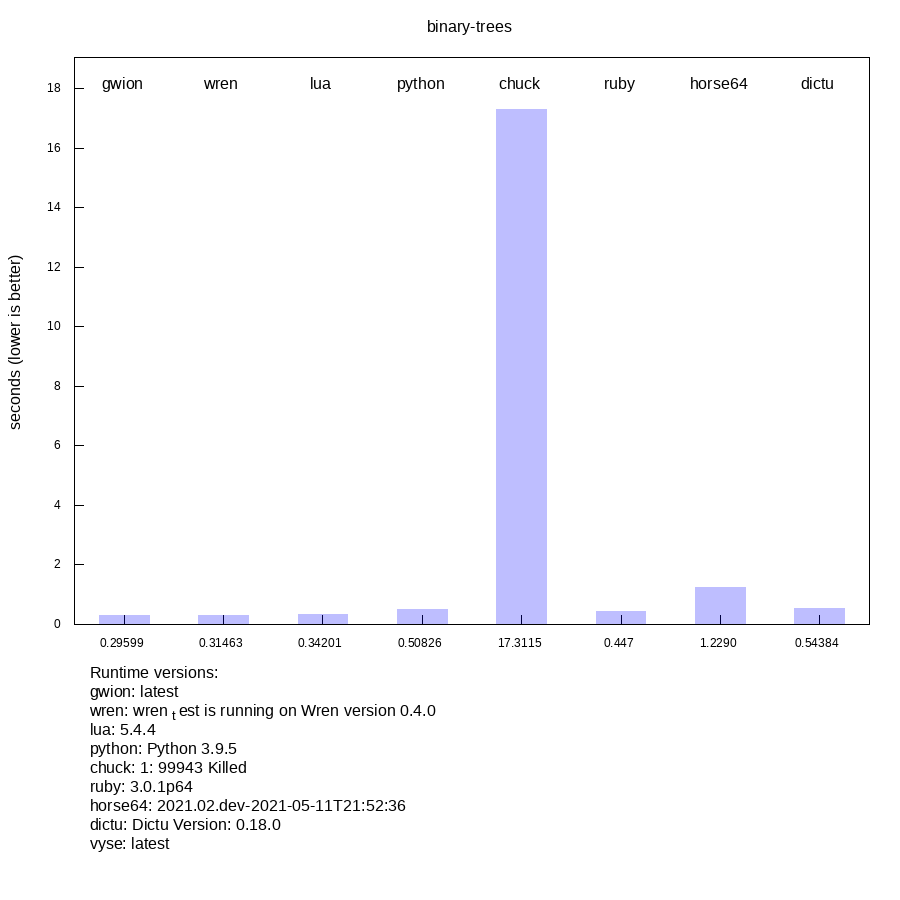 binary-trees
gwion wren lua python chuck ruby horse64 dictu
18
16
14
12
10
8
6
4
2
0
seconds (lower is better)
0.29599 0.31463 0.34201 0.50826 17.3115 0.447 1.2290 0.54384
Runtime versions:
gwion: latest
wren: wren t est is running on Wren version 0.4.0
lua: 5.4.4
python: Python 3.9.5
chuck: 1: 99943 Killed
ruby: 3.0.1p64
horse64: 2021.02.dev-2021-05-11T21:52:36
dictu: Dictu Version: 0.18.0
vyse: latest